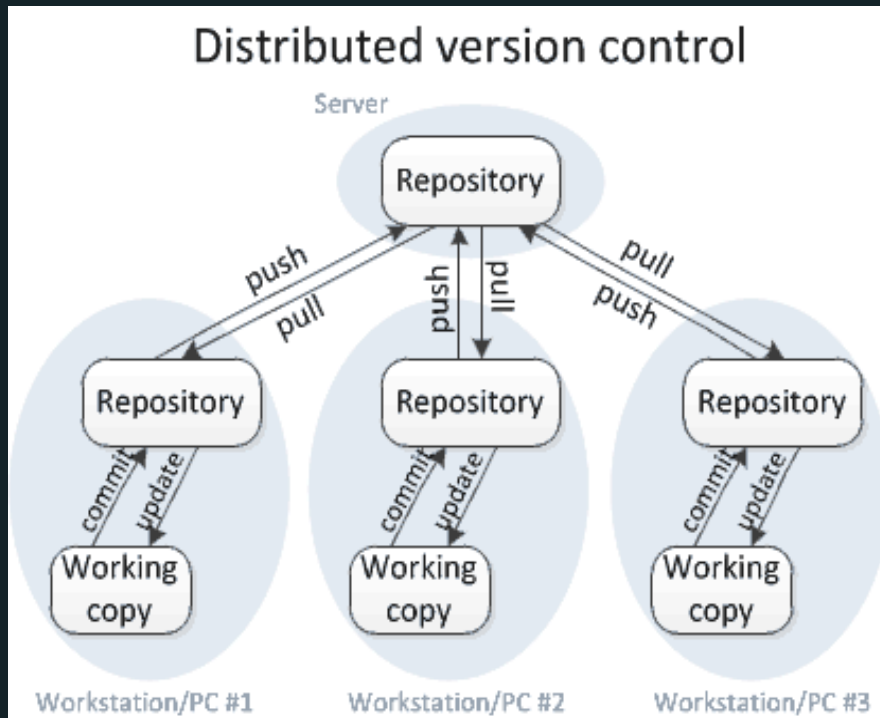 Distributed version control
Server
Repository
push
pull
push
pull
pull
push
Repository
Repository
Repository
commit
update
commit
update
commit
update
Working
copy
Working
copy
Working
copy
Workstation/PC #1
Workstation/PC #2
Workstation/PC #3